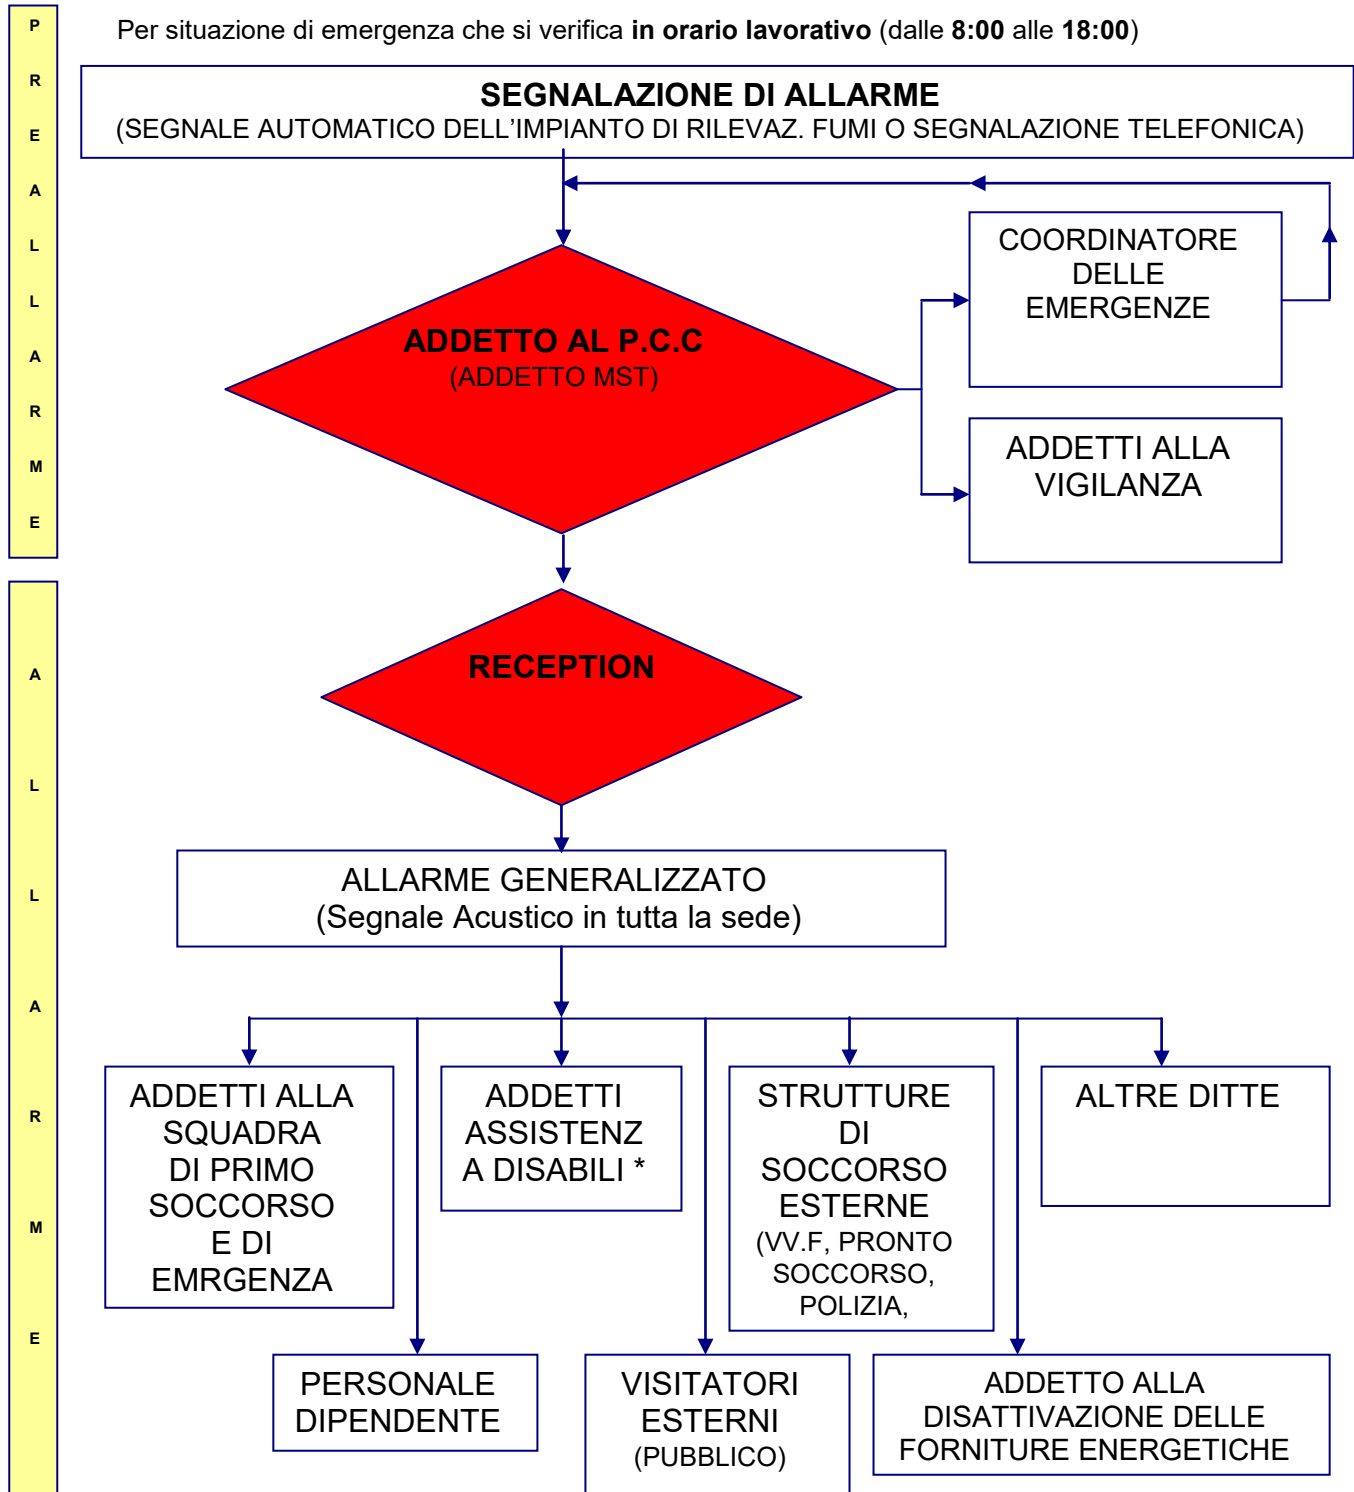 P
R
E
A
L
L
A
R
M
E
Per situazione di emergenza che si verifica in orario lavorativo (dalle 8:00 alle 18:00)
SEGNALAZIONE DI ALLARME
(SEGNALE AUTOMATICO DELL'IMPIANTO DI RILEVAZ. FUMI O SEGNALAZIONE TELEFONICA)
ADDETTO AL P.C.C
(ADDETTO MST)
COORDINATORE
DELLE
EMERGENZE
ADDETTI ALLA
VIGILANZA
A
L
L
A
R
M
E
RECEPTION
ALLARME GENERALIZZATO
(Segnale Acustico in tutta la sede)
ADDETTI ALLA
SQUADRA
DI PRIMO
SOCCORSO
E DI
EMRGENZA
ADDETTI
ASSISTENZ
A DISABILI *
STRUTTURE
DI
SOCCORSO
ESTERNE
(VV.F, PRONTO
SOCCORSO,
POLIZIA,
ALTRE DITTE
PERSONALE
DIPENDENTE
VISITATORI
ESTERNI
(PUBBLICO)
ADDETTO ALLA
DISATTIVAZIONE DELLE
FORNITURE ENERGETICHE